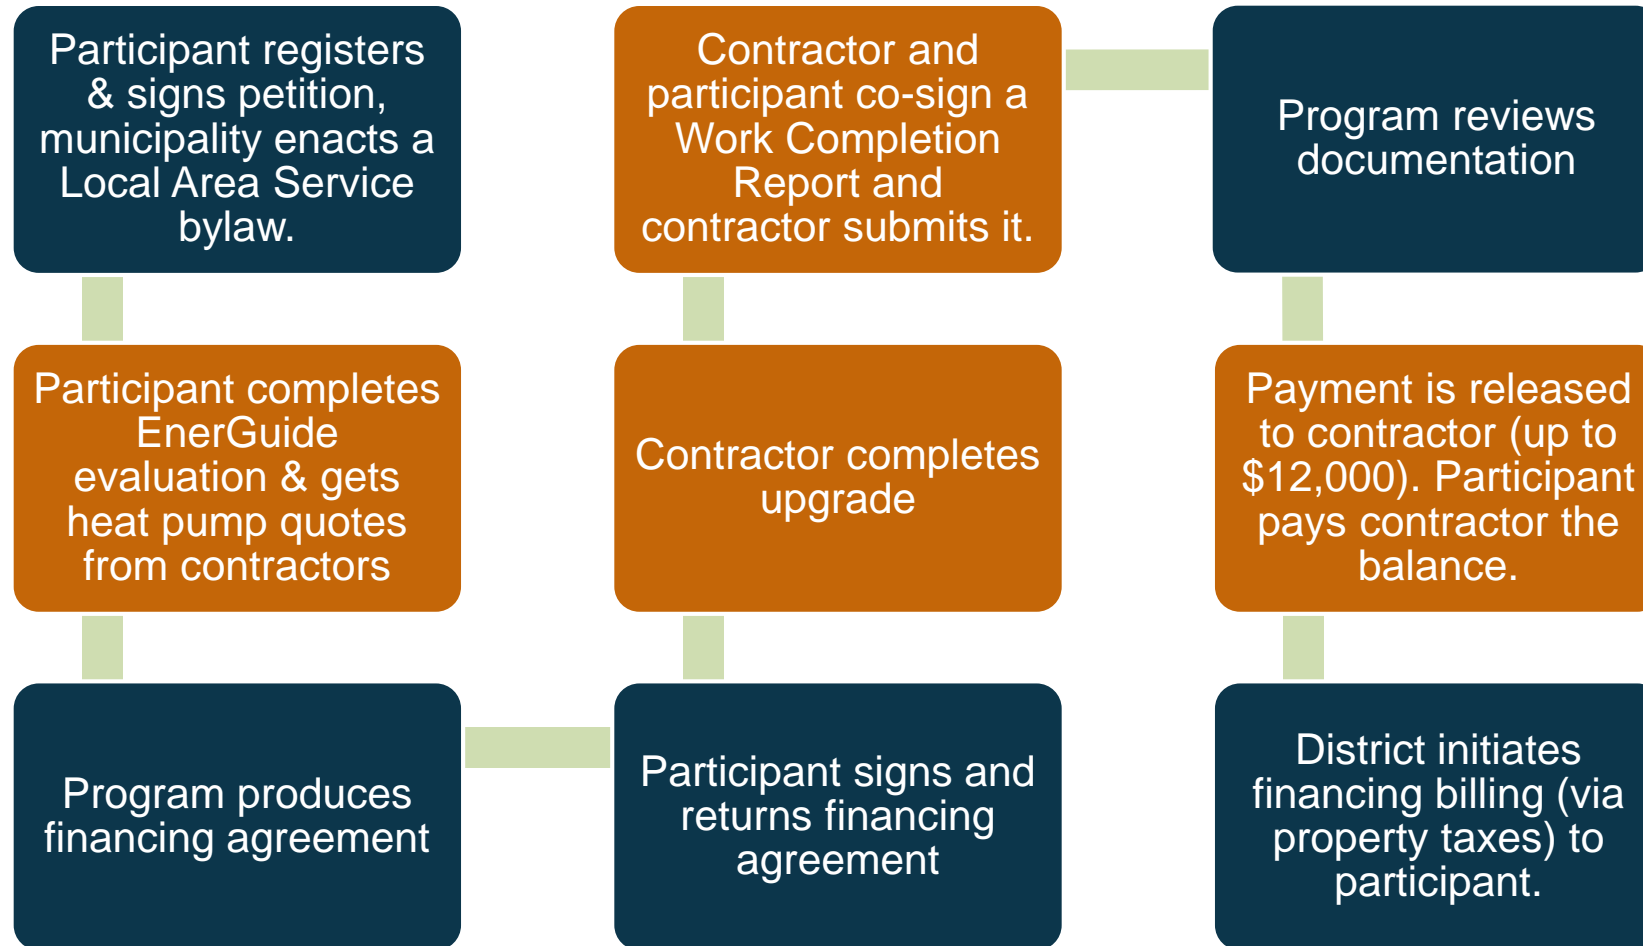 Participant registers
& signs petition,
municipality enacts a
Local Area Service
bylaw.
Participant completes
EnerGuide
evaluation & gets
heat pump quotes
from contractors
Program produces
financing agreement
Participant signs and
returns financing
agreement
Contractor completes
upgrade
Contractor and
participant co-sign a
Work Completion
Report and
contractor submits it.
Program reviews
documentation
Payment is released
to contractor (up to
$12,000). Participant
pays contractor the
balance.
District initiates
financing billing (via
property taxes) to
participant.